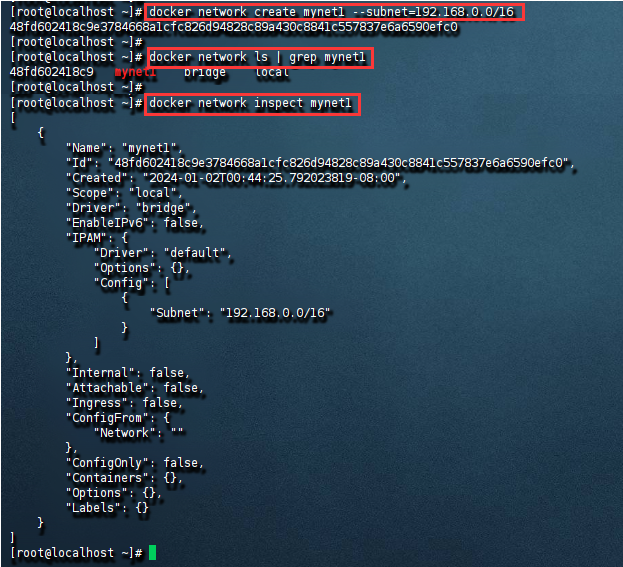 [root@localhost ~]# docker network create mynet1 --subnet=192.168.0.0/16
48fd602418c9e3784668a1cfc826d94828c89a430c8841c557837e6a6590efc0
[root@localhost ~]#
[root@localhost ~]# docker network ls | grep mynet1
48fd602418c9   mynet1    bridge    local
[root@localhost ~]#
[root@localhost ~]# docker network inspect mynet1
[
    {
        "Name": "mynet1",
        "Id": "48fd602418c9e3784668a1cfc826d94828c89a430c8841c557837e6a6590efc0",
        "Created": "2024-01-02T00:44:25.792023819-08:00",
        "Scope": "local",
        "Driver": "bridge",
        "EnableIPv6": false,
        "IPAM": {
            "Driver": "default",
            "Options": {},
            "Config": [
                {
                    "Subnet": "192.168.0.0/16"
                }
            ]
        },
        "Internal": false,
        "Attachable": false,
        "Ingress": false,
        "ConfigFrom": {
            "Network": ""
        },
        "ConfigOnly": false,
        "Containers": {},
        "Options": {},
        "Labels": {}
    }
]
[root@localhost ~]#